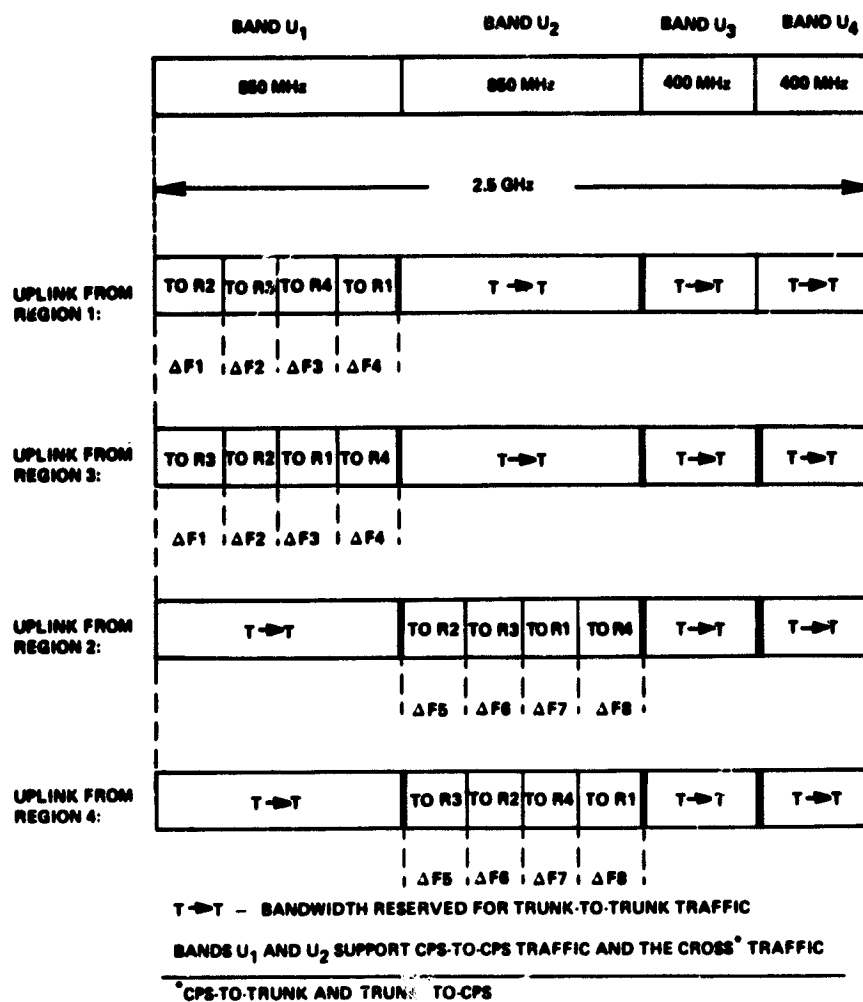 BAND U1 BAND U2 BAND U3 BAND U4
850 MHz 850 MHz 400 MHz 400 MHz
2.5 GHz
UPLINK FROM REGION 1:
TO R2 TO R3 TO R4 TO R1 T → T T → T T → T
ΔF1 ΔF2 ΔF3 ΔF4
UPLINK FROM REGION 3:
TO R3 TO R2 TO R1 TO R4 T → T T → T T → T
ΔF1 ΔF2 ΔF3 ΔF4
UPLINK FROM REGION 2:
T → T TO R2 TO R3 TO R1 TO R4 T → T T → T
ΔF5 ΔF6 ΔF7 ΔF8
UPLINK FROM REGION 4:
T → T TO R3 TO R2 TO R4 TO R1 T → T T → T
ΔF5 ΔF6 ΔF7 ΔF8
T → T – BANDWIDTH RESERVED FOR TRUNK-TO-TRUNK TRAFFIC
BANDS U1 AND U2 SUPPORT CPS-TO-CPS TRAFFIC AND THE CROSS* TRAFFIC
*CPS-TO-TRUNK AND TRUNK TO-CPS